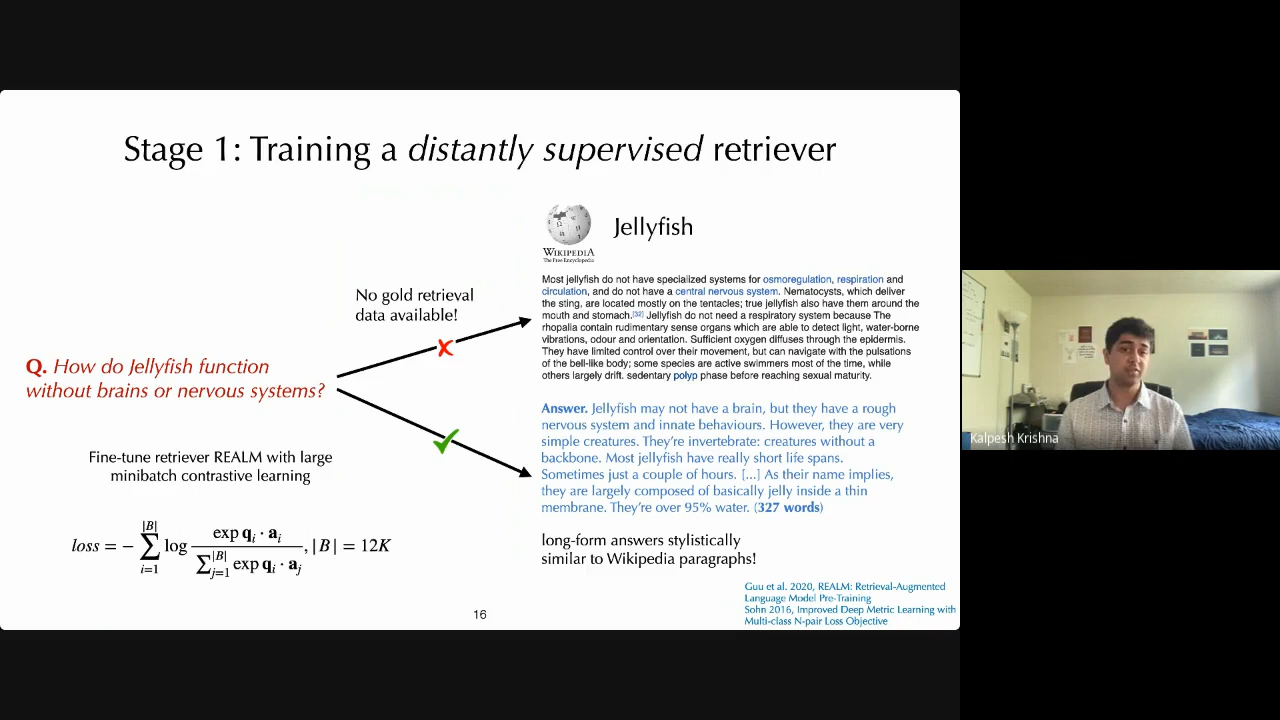 Stage 1: Training a distantly supervised retriever
WIKIPEDIA
The Free Encyclopedia
Jellyfish
Most jellyfish do not have specialized systems for osmoregulation, respiration and
circulation, and do not have a central nervous system. Nematocysts, which deliver
the sting, are located mostly on the tentacles; true jellyfish also have them around the
mouth and stomach.[32] Jellyfish do not need a respiratory system because The
rhopalia contain rudimentary sense organs which are able to detect light, water-borne
vibrations, odour and orientation. Sufficient oxygen diffuses through the epidermis.
They have limited control over their movement, but can navigate with the pulsations
of the bell-like body; some species are active swimmers most of the time, while
others largely drift. sedentary polyp phase before reaching sexual maturity.
No gold retrieval
data available!
Q. How do Jellyfish function
without brains or nervous systems?
Answer. Jellyfish may not have a brain, but they have a rough
nervous system and innate behaviours. However, they are very
simple creatures. They're invertebrate: creatures without a
backbone. Most jellyfish have really short life spans.
Sometimes just a couple of hours. [...] As their name implies,
they are largely composed of basically jelly inside a thin
membrane. They're over 95% water. (327 words)
Fine-tune retriever REALM with large
minibatch contrastive learning
loss = − ∑_{i=1}^{|B|} log (exp q_i · a_i) / (∑_{j=1}^{|B|} exp q_i · a_j), |B| = 12K
long-form answers stylistically
similar to Wikipedia paragraphs!
Guu et al. 2020, REALM: Retrieval-Augmented
Language Model Pre-Training
Sohn 2016, Improved Deep Metric Learning with
Multi-class N-pair Loss Objective
16
Kalpesh Krishna